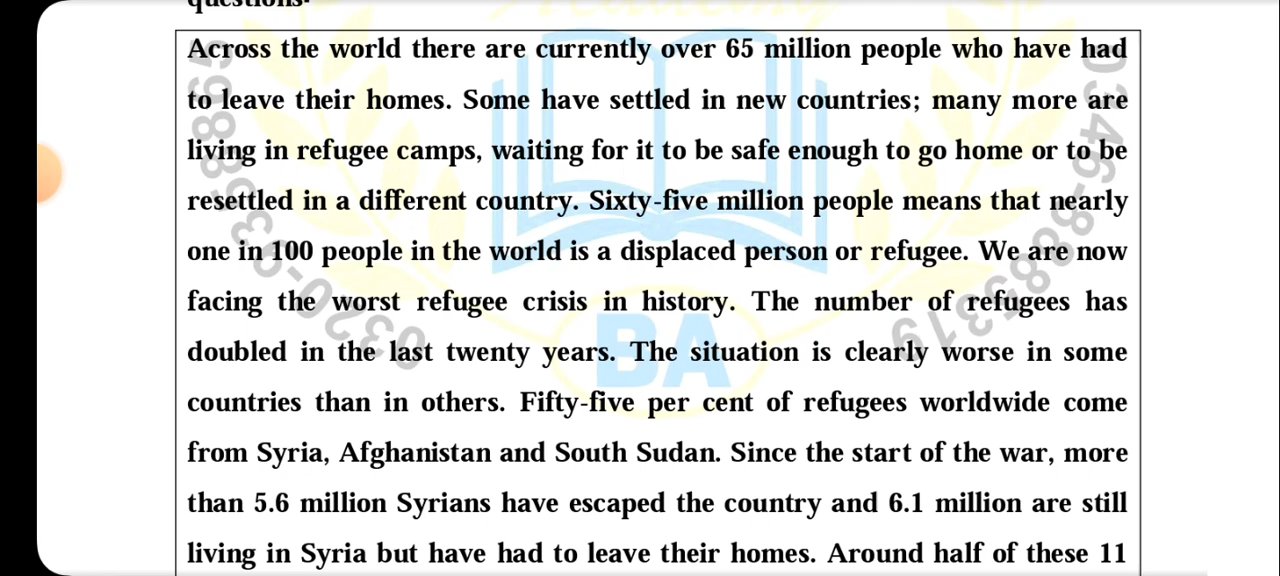 questions-
Across the world there are currently over 65 million people who have had
to leave their homes. Some have settled in new countries; many more are
living in refugee camps, waiting for it to be safe enough to go home or to be
resettled in a different country. Sixty-five million people means that nearly
one in 100 people in the world is a displaced person or refugee. We are now
facing the worst refugee crisis in history. The number of refugees has
doubled in the last twenty years. The situation is clearly worse in some
countries than in others. Fifty-five per cent of refugees worldwide come
from Syria, Afghanistan and South Sudan. Since the start of the war, more
than 5.6 million Syrians have escaped the country and 6.1 million are still
living in Syria but have had to leave their homes. Around half of these 11
Academy
BA